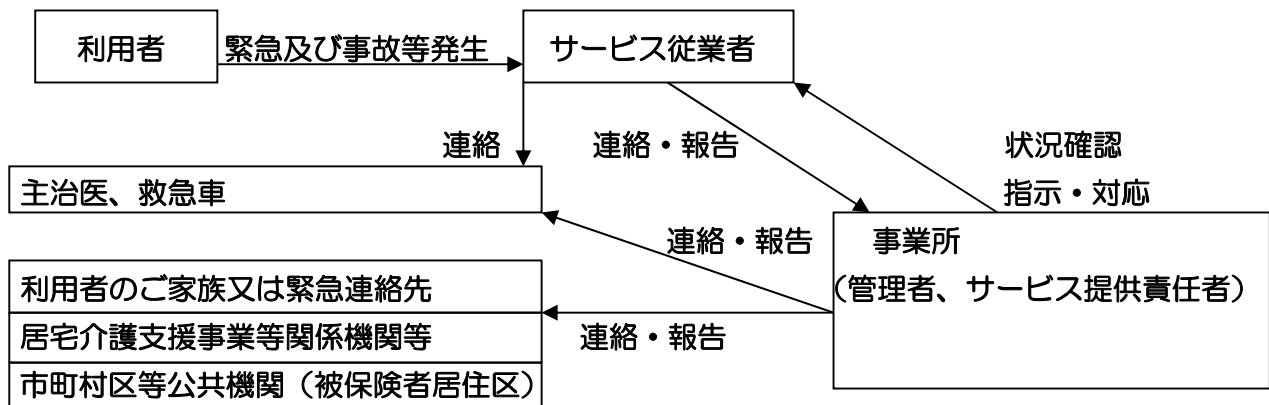 利用者
緊急及び事故等発生
サービス従業者
連絡
連絡・報告
状況確認
指示・対応
主治医、救急車
連絡・報告
事業所
（管理者、サービス提供責任者）
利用者のご家族又は緊急連絡先
連絡・報告
居宅介護支援事業等関係機関等
市町村区等公共機関（被保険者居住区）